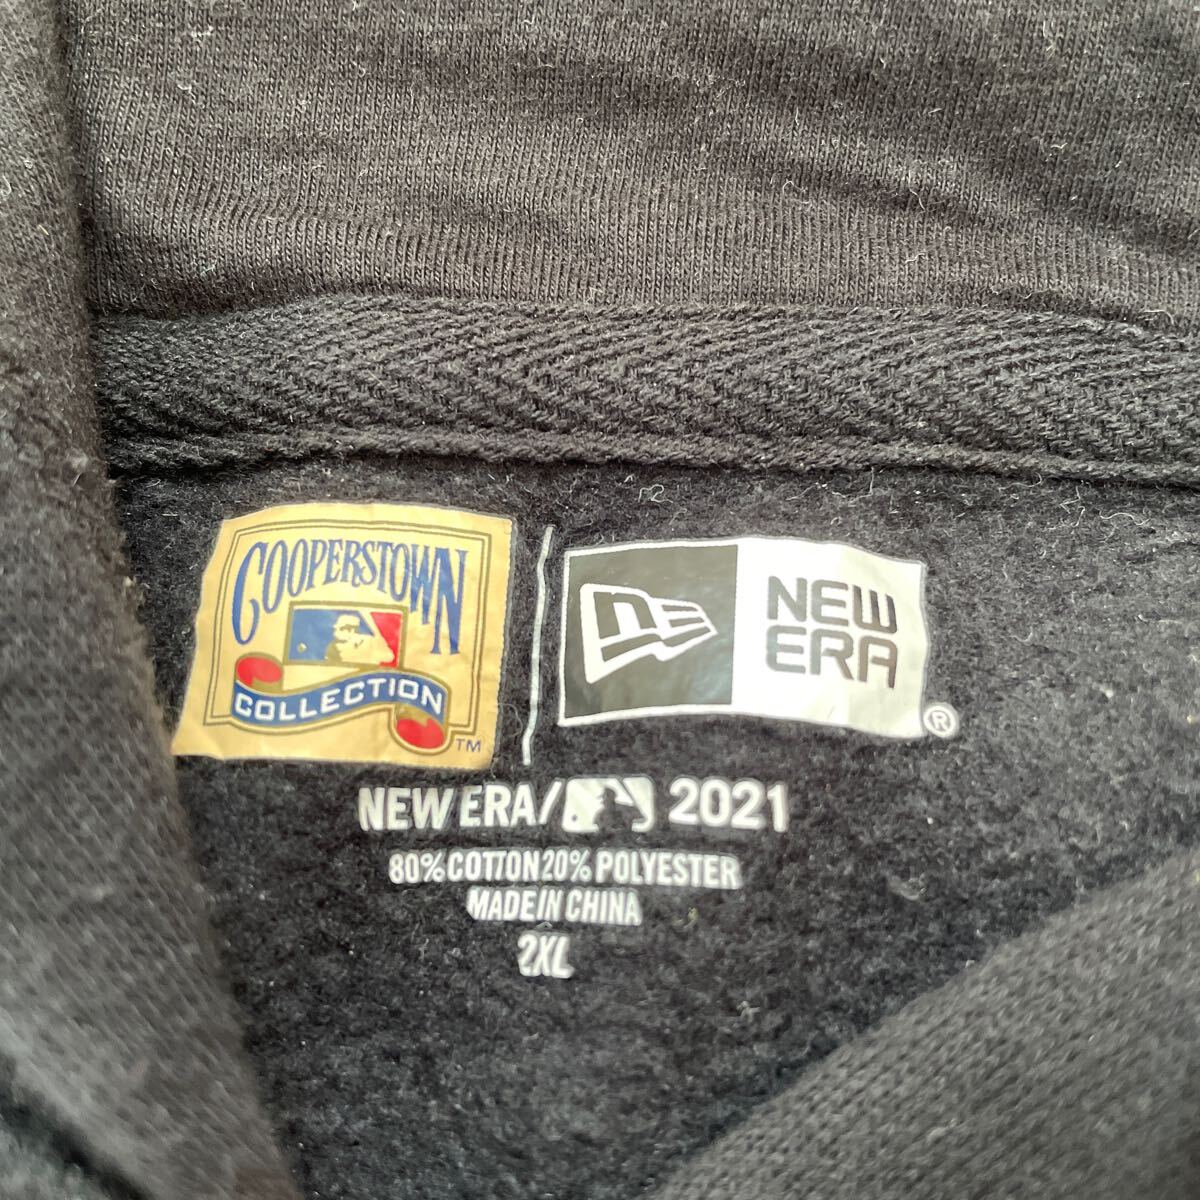 COOPERSTOWN
COLLECTION
TM
NEW
ERA
®
NEW ERA/ 2021
80% COTTON 20% POLYESTER
MADE IN CHINA
2XL